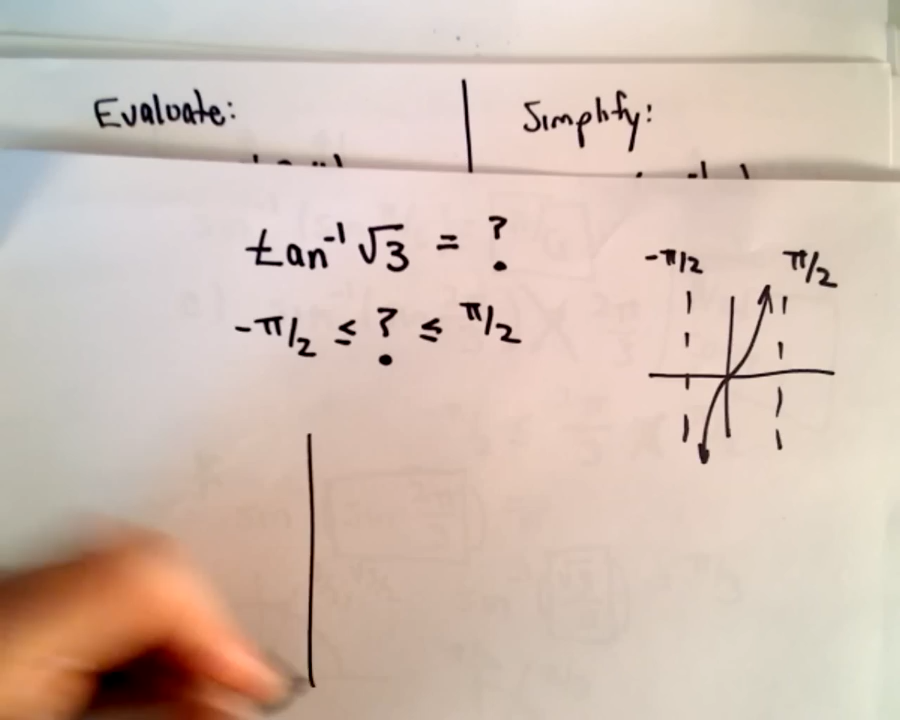 Evaluate:
Simplify:
tan⁻¹ √3 = ?
-π/2 ≤ ? ≤ π/2
-π/2
π/2